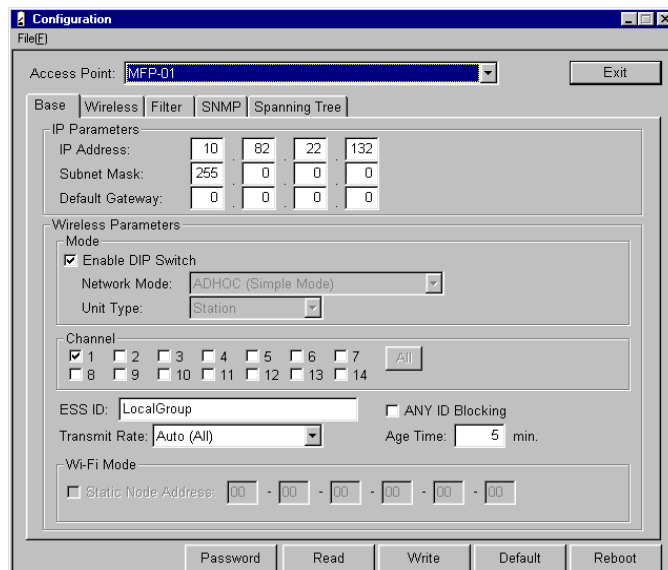 Configuration
File(F)
Access Point: MFP-01 Exit
Base Wireless Filter SNMP Spanning Tree
IP Parameters
IP Address: 10 . 82 . 22 . 132
Subnet Mask: 255 . 0 . 0 . 0
Default Gateway: 0 . 0 . 0 . 0
Wireless Parameters
Mode
Enable DIP Switch
Network Mode: ADHOC (Simple Mode)
Unit Type: Station
Channel
1 2 3 4 5 6 7 All
8 9 10 11 12 13 14
ESS ID: LocalGroup ANY ID Blocking
Transmit Rate: Auto (All) Age Time: 5 min.
Wi-Fi Mode
Static Node Address: 00 - 00 - 00 - 00 - 00 - 00
Password Read Write Default Reboot